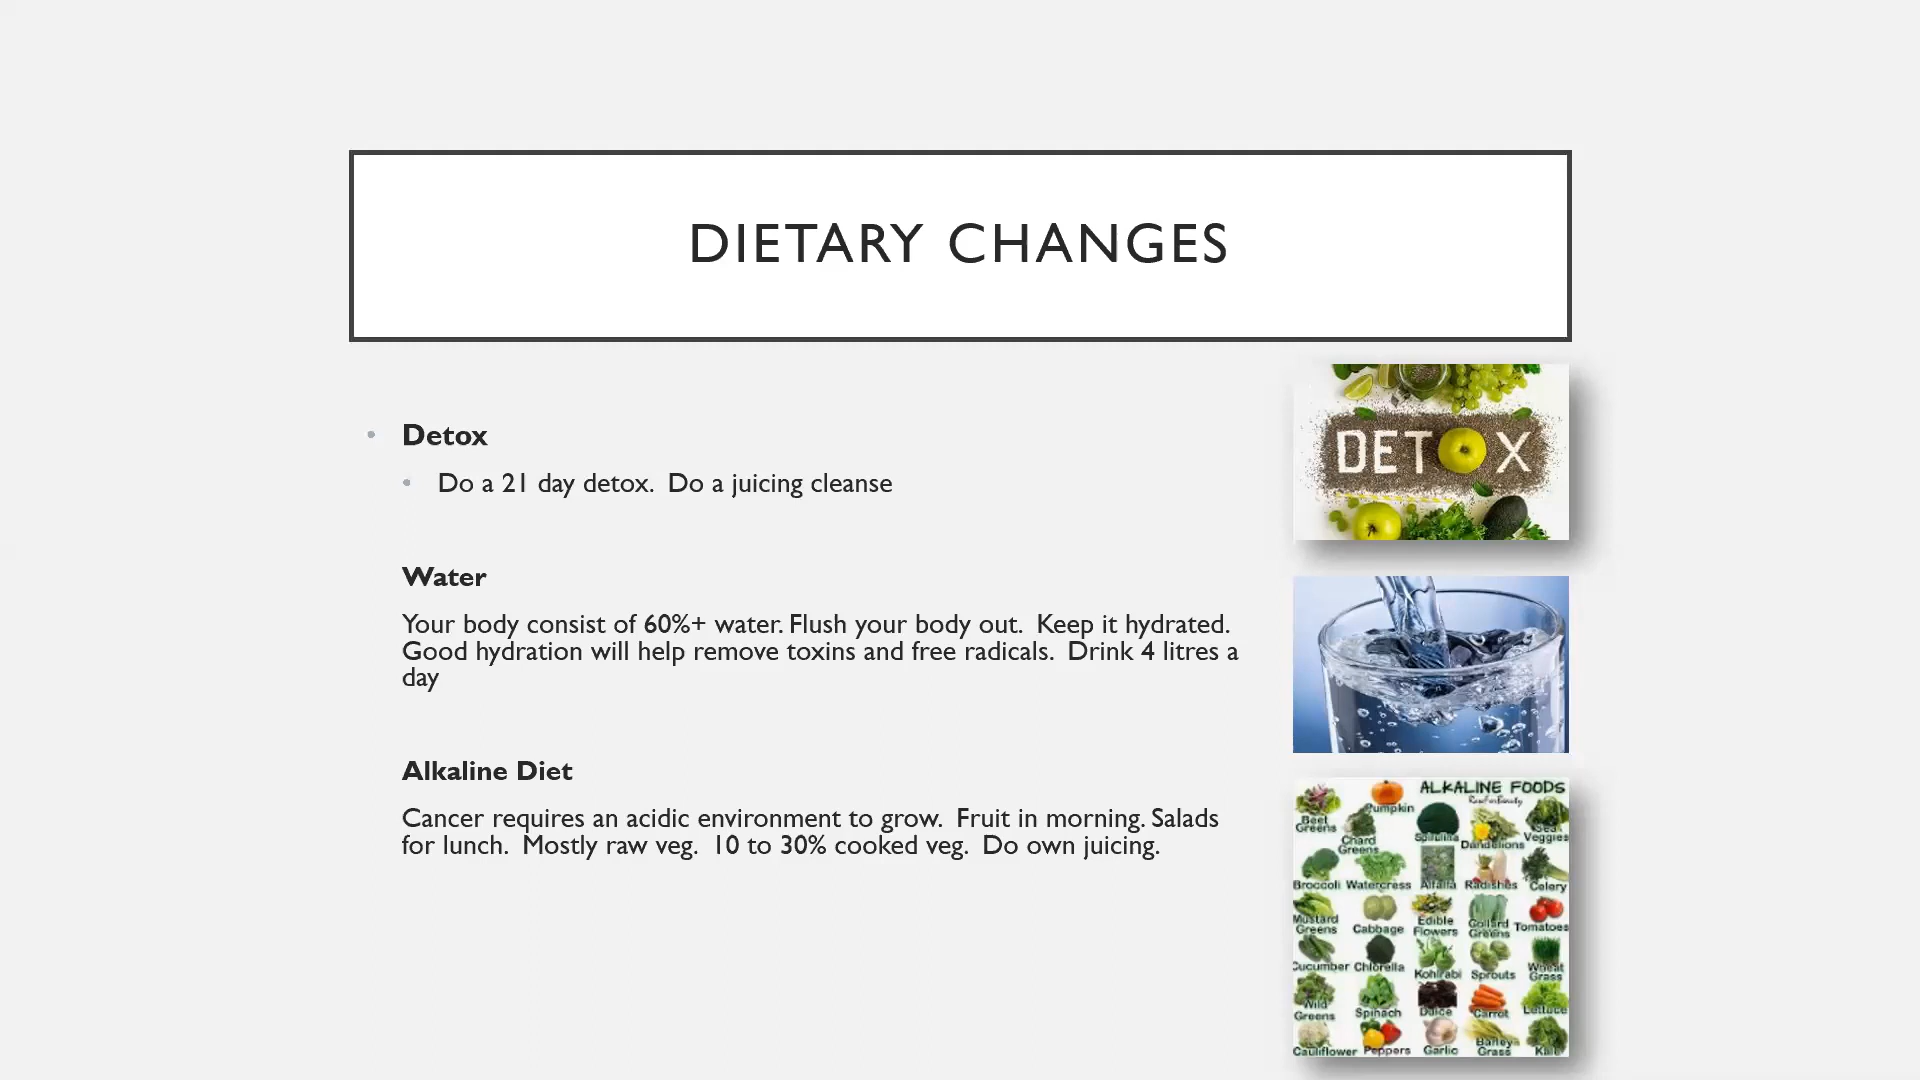 DIETARY CHANGES
• Detox
• Do a 21 day detox.  Do a juicing cleanse
Water
Your body consist of 60%+ water. Flush your body out.  Keep it hydrated.
Good hydration will help remove toxins and free radicals.  Drink 4 litres a
day
Alkaline Diet
Cancer requires an acidic environment to grow.  Fruit in morning. Salads
for lunch.  Mostly raw veg.  10 to 30% cooked veg.  Do own juicing.
DETOX
ALKALINE FOODS
Beet Greens
Pumpkin
Chard Greens
Spirulina
Dandelions
Sea Veggies
Broccoli Watercress Alfalfa Radishes Celery
Mustard Greens
Cabbage
Edible Flowers
Collard Greens
Tomatoes
Cucumber Chlorella Kohlrabi Sprouts
Wheat Grass
Wild Greens
Spinach Dulce Carrot Lettuce
Cauliflower Peppers Garlic
Barley Grass
Kale